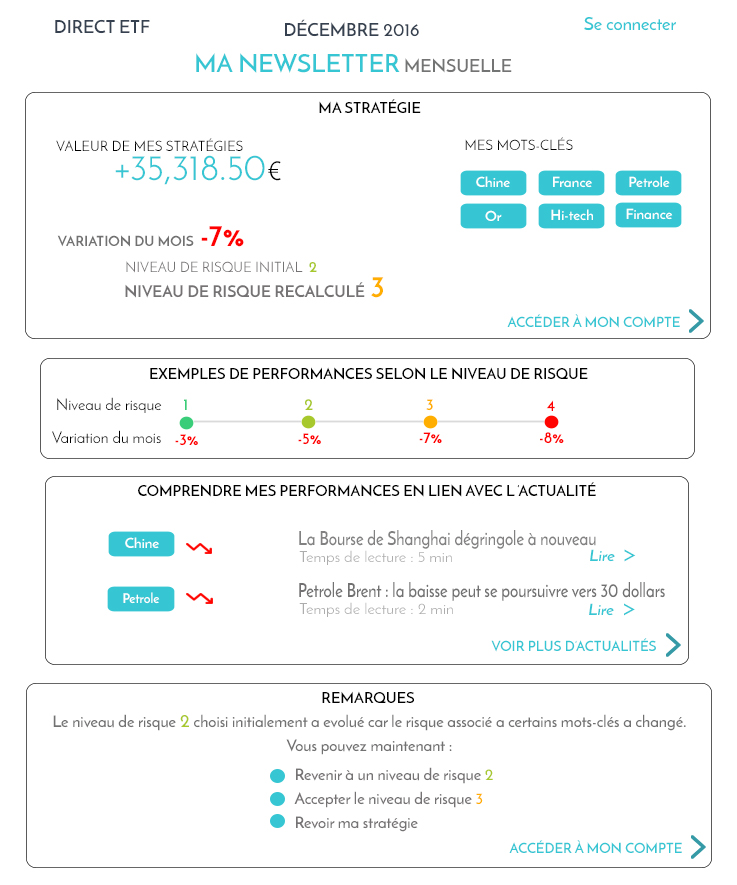 DIRECT ETF
DÉCEMBRE 2016
Se connecter
MA NEWSLETTER MENSUELLE
MA STRATÉGIE
VALEUR DE MES STRATÉGIES
+35,318.50€
MES MOTS-CLÉS
Chine
France
Petrole
Or
Hi-tech
Finance
VARIATION DU MOIS -7%
NIVEAU DE RISQUE INITIAL 2
NIVEAU DE RISQUE RECALCULÉ 3
ACCÉDER À MON COMPTE
EXEMPLES DE PERFORMANCES SELON LE NIVEAU DE RISQUE
Niveau de risque 1 2 3 4
Variation du mois -3% -5% -7% -8%
COMPRENDRE MES PERFORMANCES EN LIEN AVEC L 'ACTUALITÉ
Chine
La Bourse de Shanghai dégringole à nouveau
Temps de lecture : 5 min
Lire >
Petrole
Petrole Brent : la baisse peut se poursuivre vers 30 dollars
Temps de lecture : 2 min
Lire >
VOIR PLUS D'ACTUALITÉS
REMARQUES
Le niveau de risque 2 choisi initialement a evolué car le risque associé a certains mots-clés a changé.
Vous pouvez maintenant :
Revenir à un niveau de risque 2
Accepter le niveau de risque 3
Revoir ma stratégie
ACCÉDER À MON COMPTE